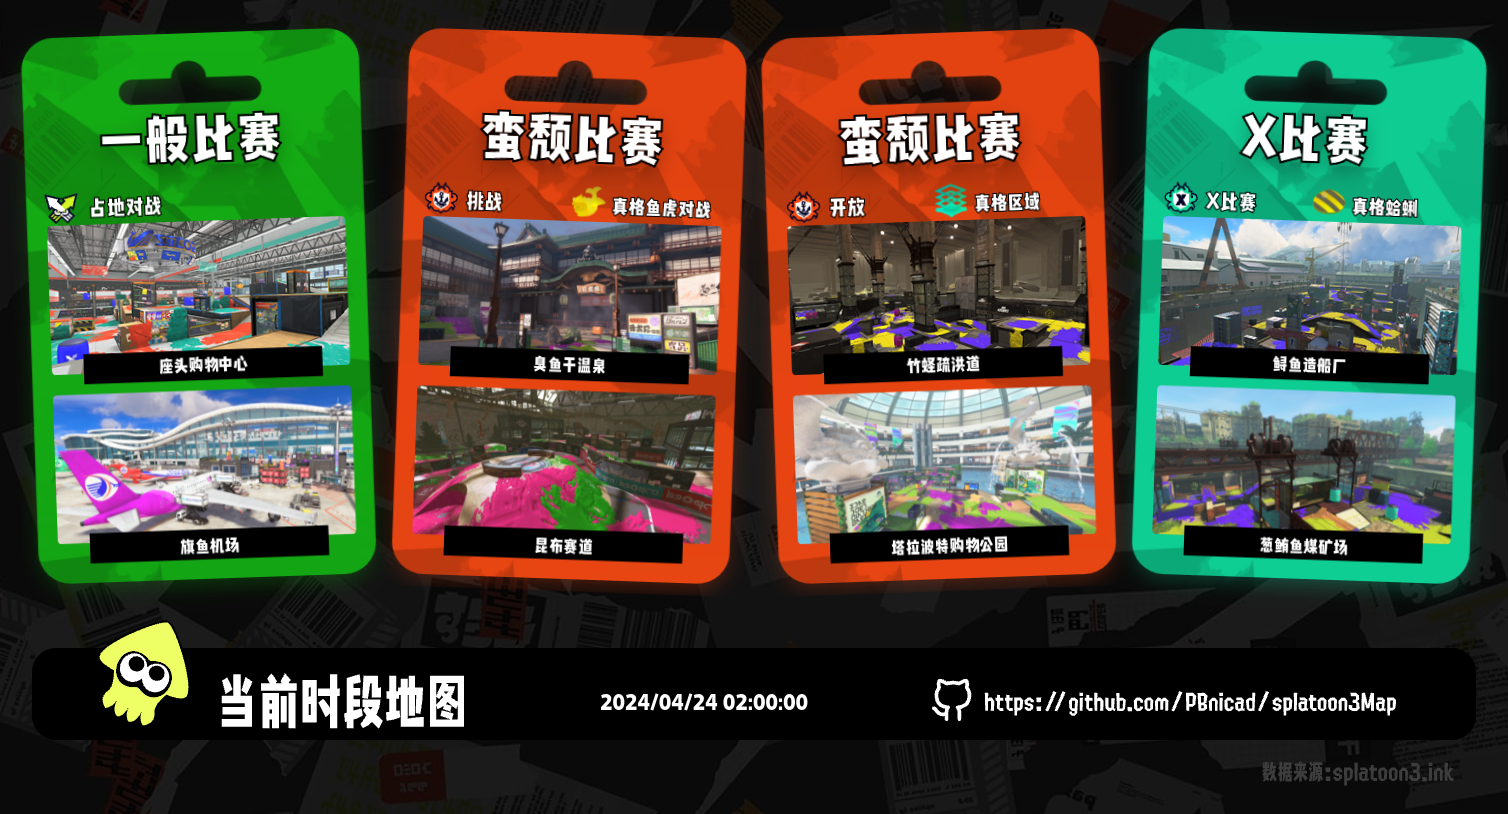 一般比赛
占地对战
座头购物中心
旗鱼机场
蛮颓比赛
挑战
真格鱼虎对战
臭鱼干温泉
昆布赛道
蛮颓比赛
开放
真格区域
竹蛏疏洪道
塔拉波特购物公园
X比赛
X比赛
真格蛤蜊
鲟鱼造船厂
葱鲔鱼煤矿场
当前时段地图
2024/04/24 02:00:00
https://github.com/PBnicad/splatoon3Map
数据来源:splatoon3.ink